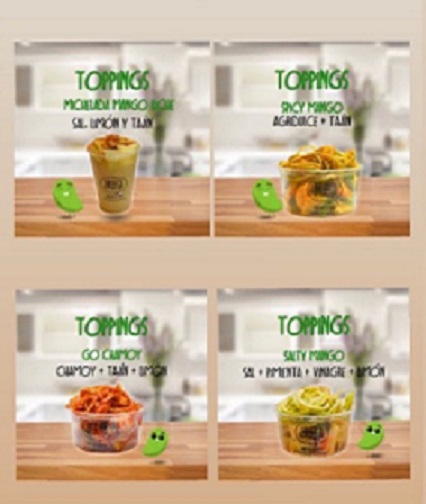 TOPPINGS
MICHELADA MANGO
SAL, LIMÓN Y TAJÍN
TOPPINGS
SPICY MANGO
AGRIDULCE + TAJÍN
TOPPINGS
GO CHAMOY
CHAMOY + TAJÍN + LIMÓN
TOPPINGS
SALTY MANGO
SAL + PIMIENTA + VINAGRE + LIMÓN